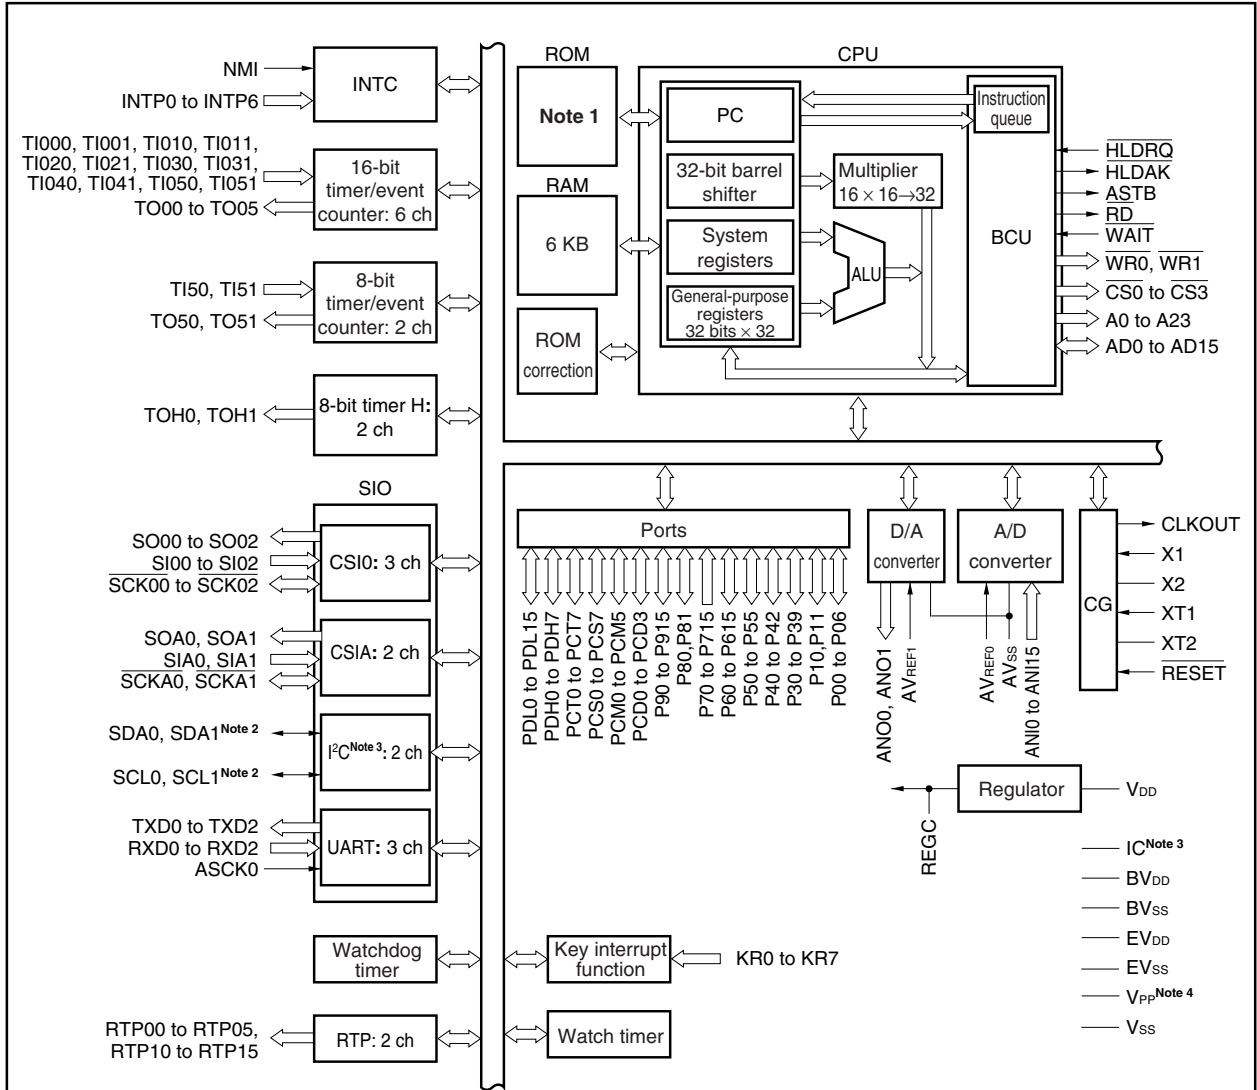 NMI
INTP0 to INTP6
INTC
TI000, TI001, TI010, TI011,
TI020, TI021, TI030, TI031,
TI040, TI041, TI050, TI051
TO00 to TO05
16-bit
timer/event
counter: 6 ch
TI50, TI51
TO50, TO51
8-bit
timer/event
counter: 2 ch
TOH0, TOH1
8-bit timer H:
2 ch
SIO
SO00 to SO02
SI00 to SI02
SCK00 to SCK02
CSI0: 3 ch
SOA0, SOA1
SIA0, SIA1
SCKA0, SCKA1
CSIA: 2 ch
SDA0, SDA1Note 2
SCL0, SCL1Note 2
I²CNote 3: 2 ch
TXD0 to TXD2
RXD0 to RXD2
ASCK0
UART: 3 ch
Watchdog
timer
RTP00 to RTP05,
RTP10 to RTP15
RTP: 2 ch
ROM
Note 1
RAM
6 KB
ROM
correction
CPU
PC
32-bit barrel
shifter
System
registers
General-purpose
registers
32 bits × 32
Multiplier
16 × 16→32
ALU
Instruction
queue
BCU
HLDRQ
HLDAK
ASTB
RD
WAIT
WR0, WR1
CS0 to CS3
A0 to A23
AD0 to AD15
Ports
PDL0 to PDL15
PDH0 to PDH7
PCT0 to PCT7
PCS0 to PCS7
PCM0 to PCM5
PCD0 to PCD3
P90 to P915
P80,P81
P70 to P715
P60 to P615
P50 to P55
P40 to P42
P30 to P39
P10,P11
P00 to P06
D/A
converter
ANO0, ANO1
AVREF1
A/D
converter
AVREF0
AVSS
ANI0 to ANI15
CG
CLKOUT
X1
X2
XT1
XT2
RESET
Regulator
VDD
REGC
ICNote 3
BVDD
BVSS
EVDD
EVSS
VPPNote 4
VSS
Key interrupt
function
KR0 to KR7
Watch timer